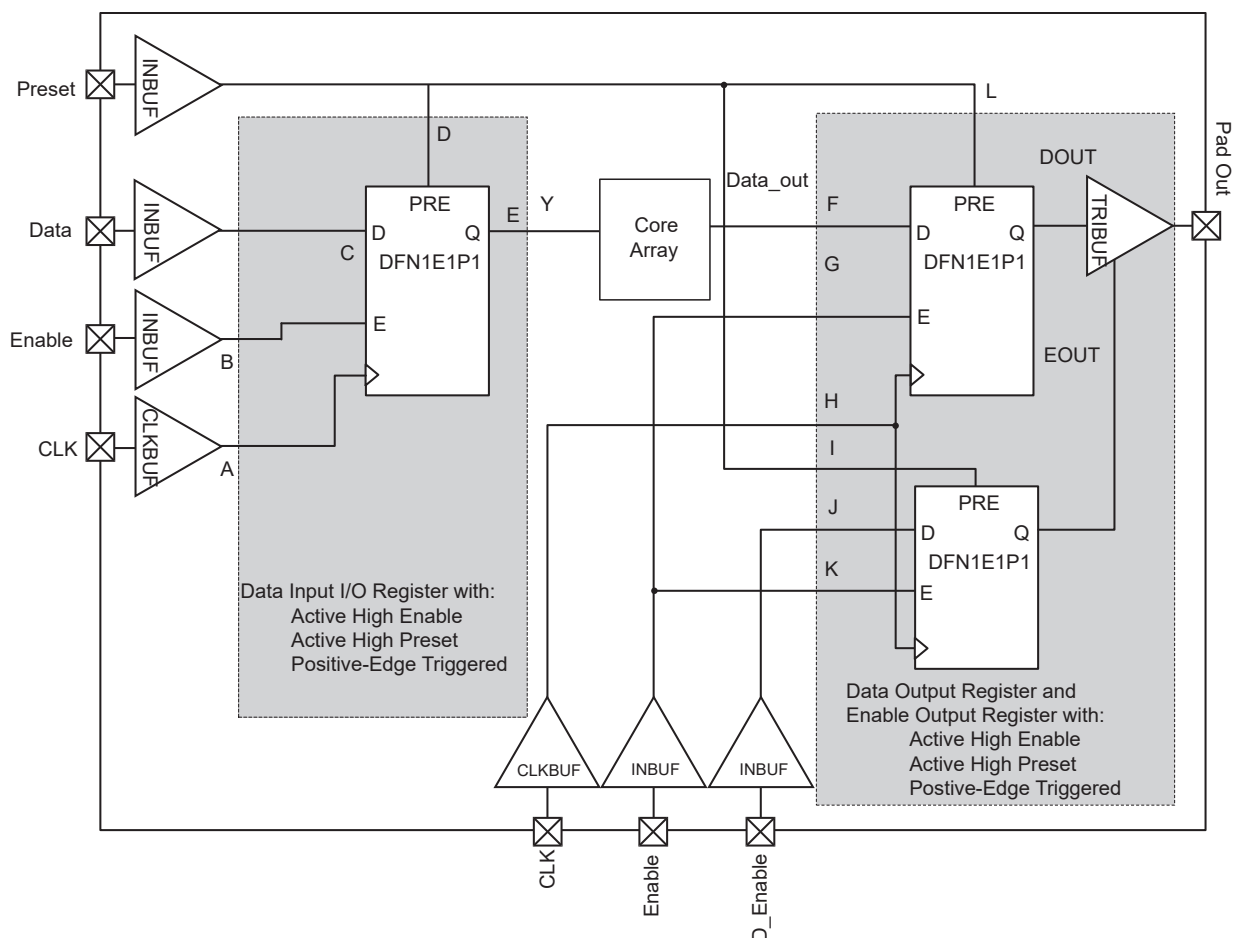 Preset
INBUF
L
D
Pad Out
DOUT
Data
INBUF
PRE
D
Q
DFN1E1P1
C
E
E
Y
Core
Array
Data_out
F
G
PRE
D
Q
DFN1E1P1
E
TRIBUF
EOUT
Enable
INBUF
B
CLK
CLKBUF
A
H
I
J
K
PRE
D
Q
DFN1E1P1
E
Data Input I/O Register with:
Active High Enable
Active High Preset
Positive-Edge Triggered
Data Output Register and
Enable Output Register with:
Active High Enable
Active High Preset
Postive-Edge Triggered
CLKBUF
INBUF
INBUF
CLK
Enable
D_Enable